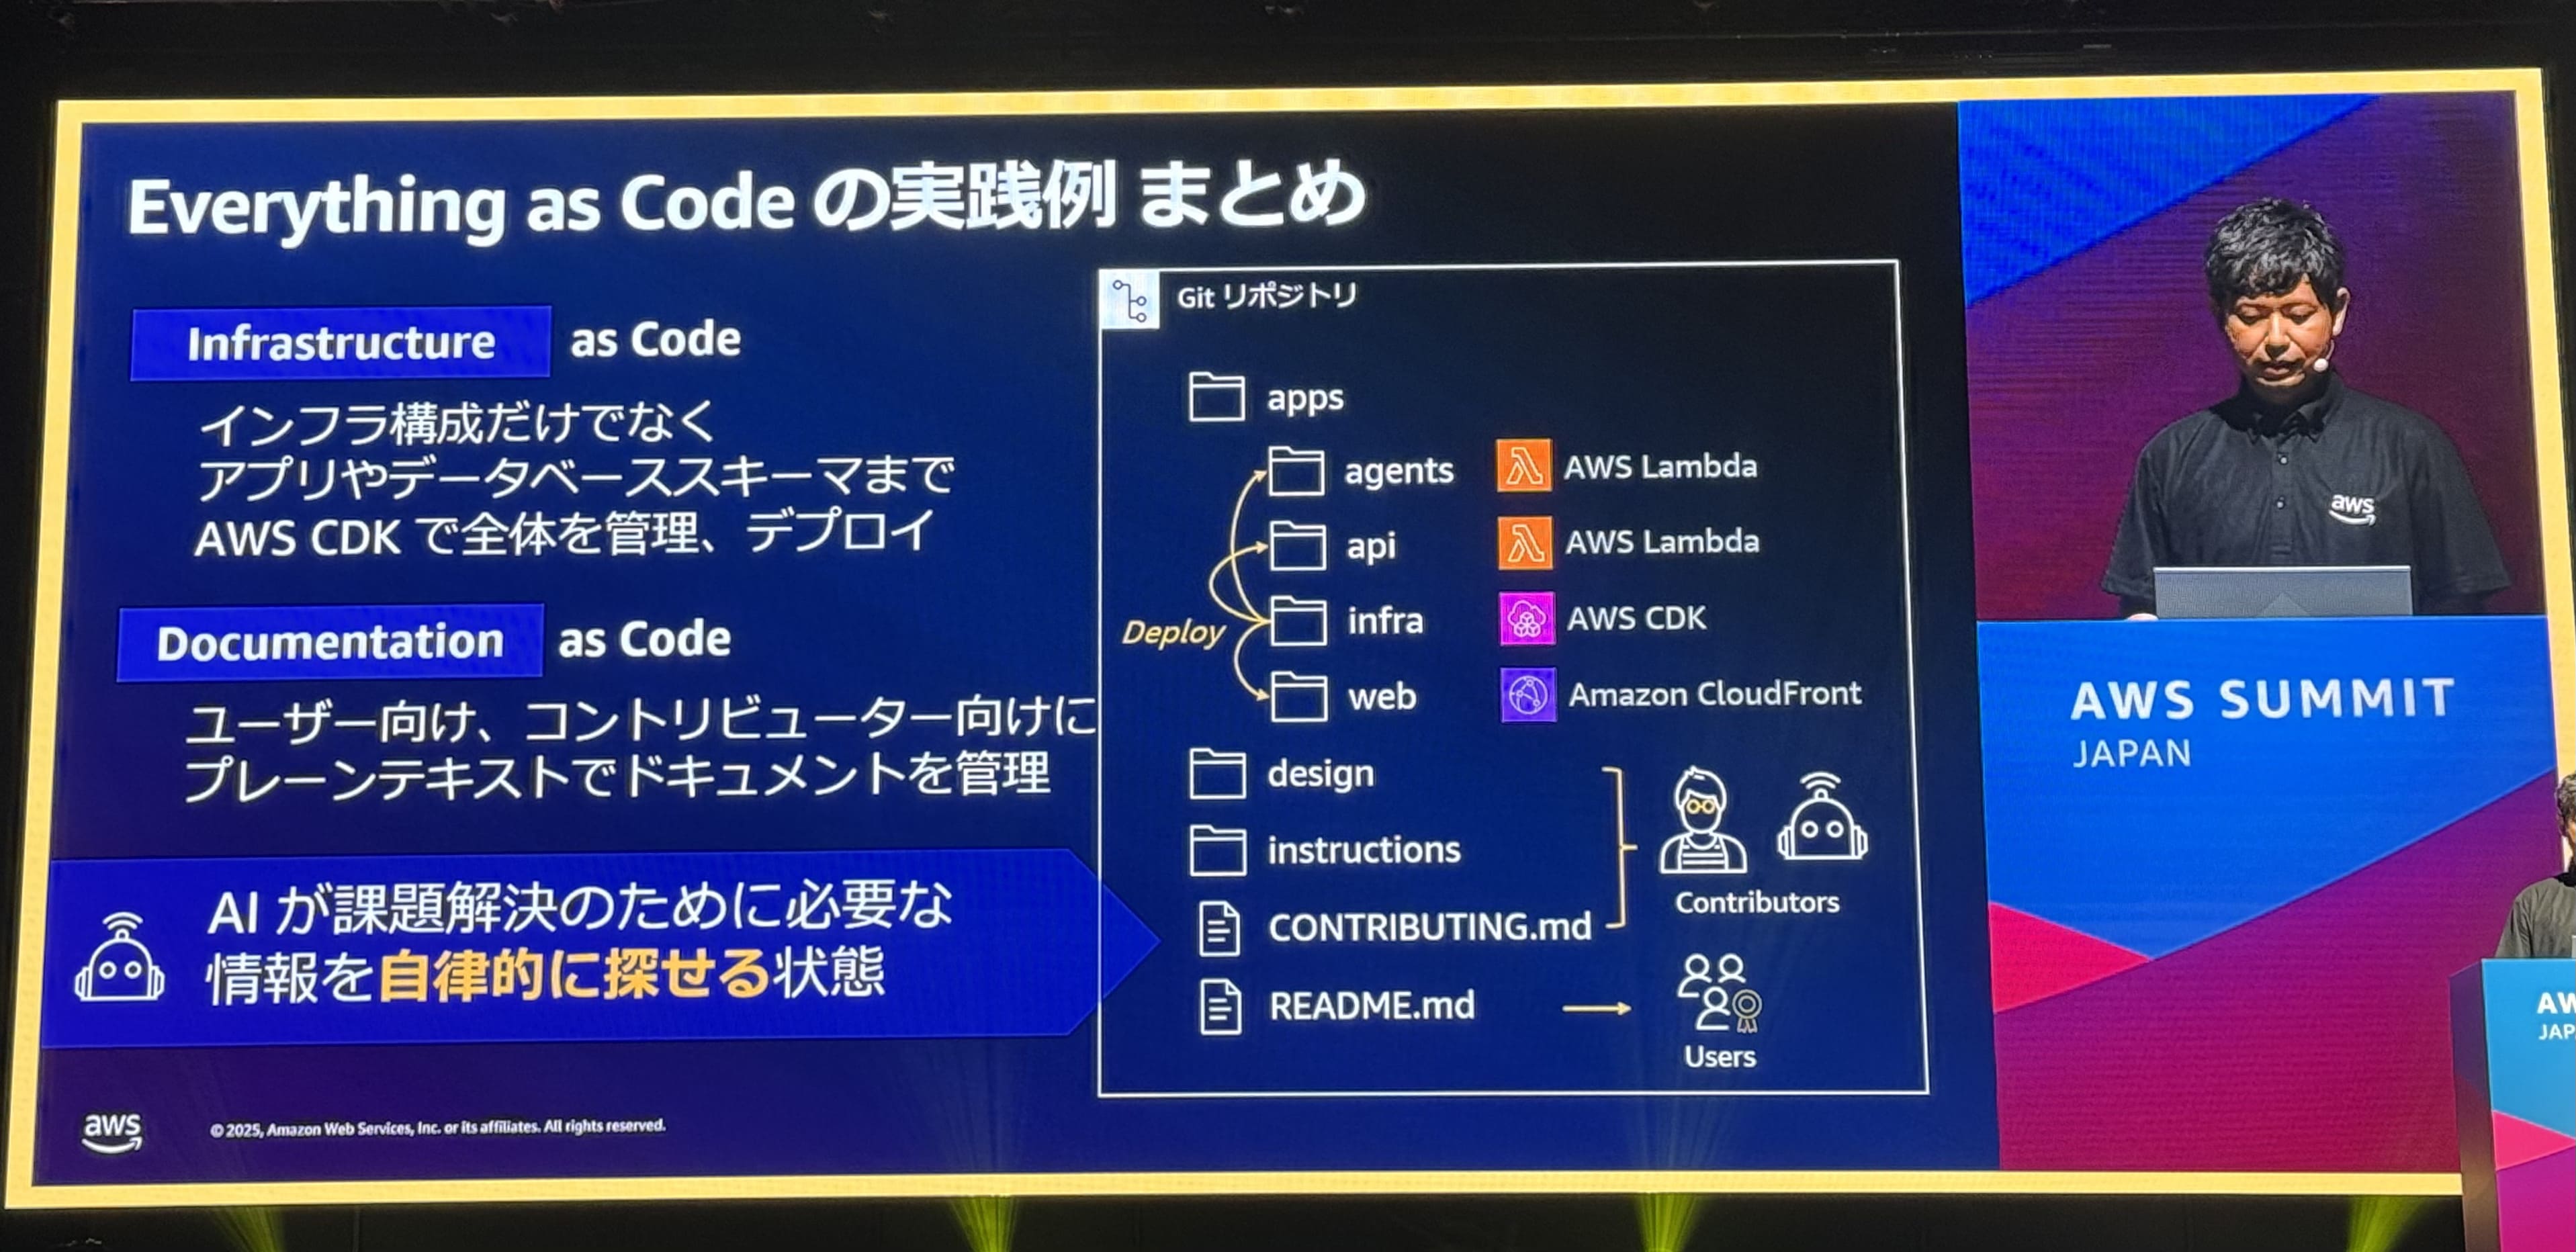 Everything as Code の実践例 まとめ
Infrastructure as Code
インフラ構成だけでなく
アプリやデータベーススキーマまで
AWS CDK で全体を管理、デプロイ
Documentation as Code
ユーザー向け、コントリビューター向けに
プレーンテキストでドキュメントを管理
AI が課題解決のために必要な
情報を自律的に探せる状態
aws
© 2025, Amazon Web Services, Inc. or its affiliates. All rights reserved.
Git リポジトリ
apps
agents AWS Lambda
api AWS Lambda
Deploy
infra AWS CDK
web Amazon CloudFront
design
instructions
CONTRIBUTING.md
Contributors
README.md
Users
aws
AWS SUMMIT
JAPAN
AW
JAP